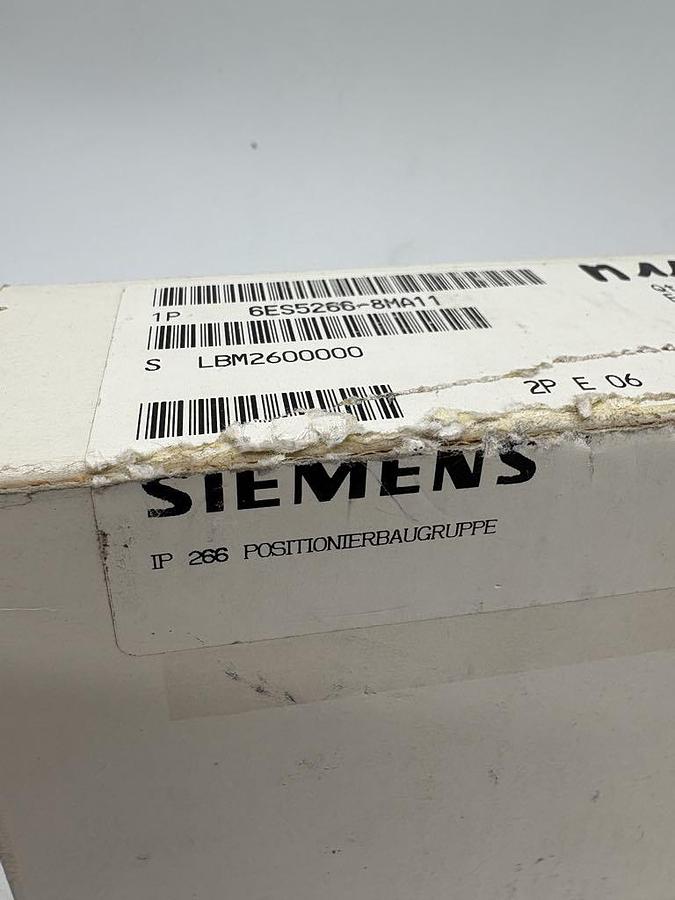 1P 6ES5266-8MA11
S LBM2600000
2P E 06
SIEMENS
IP 266 POSITIONIERBAUGRUPPE